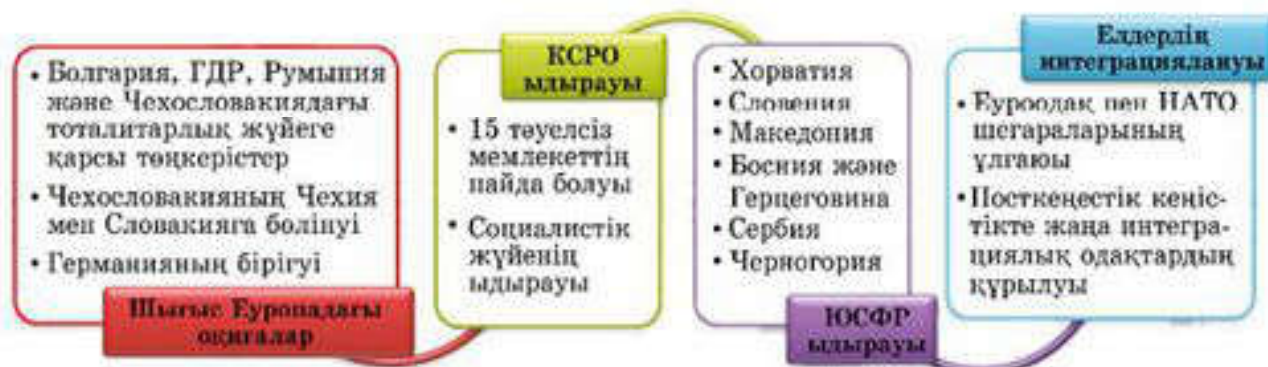 • Болгария, ГДР, Румыния
және Чехословакиядағы
тоталитарлық жүйеге
қарсы төңкерістер
• Чехословакияның Чехия
мен Словакияға бөлінуі
• Германияның бірігуі
Шығыс Еуропадағы
оқиғалар
КСРО
ыдырауы
• 15 тәуелсіз
мемлекеттің
пайда болуы
• Социалистік
жүйенің
ыдырауы
• Хорватия
• Словения
• Македония
• Босния және
Герцеговина
• Сербия
• Черногория
ЮСФР
ыдырауы
Елдердің
интеграциялануы
• Еуроодақ пен НАТО
шегараларының
ұлғаюы
• Посткеңестік кеңіс-
тікте жаңа интегра-
циялық одақтардың
құрылуы